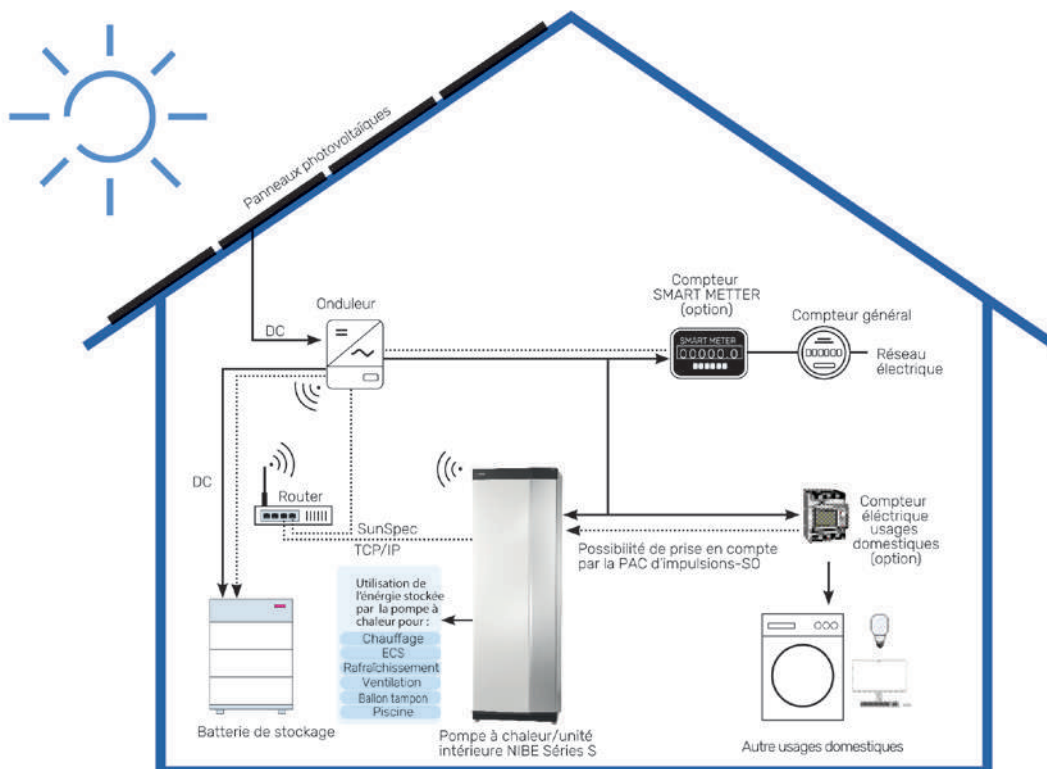 Panneaux photovoltaïques
Compteur
SMART METTER
(option)
Onduleur
Compteur général
DC
SMART METER
00000.0
000000
Réseau
électrique
DC
Router
SunSpec
TCP/IP
Compteur
éléctrique
usages
domestiques
(option)
Possibilité de prise en compte
par la PAC d'impulsions-SO
Utilisation de
l'énérgie stockée
par la pompe à
chaleur pour :
Chauffage
ECS
Rafraîchissement
Ventilation
Ballon tampon
Piscine
Batterie de stockage
Pompe à chaleur/unité
intérieure NIBE Séries S
Autre usages domestiques